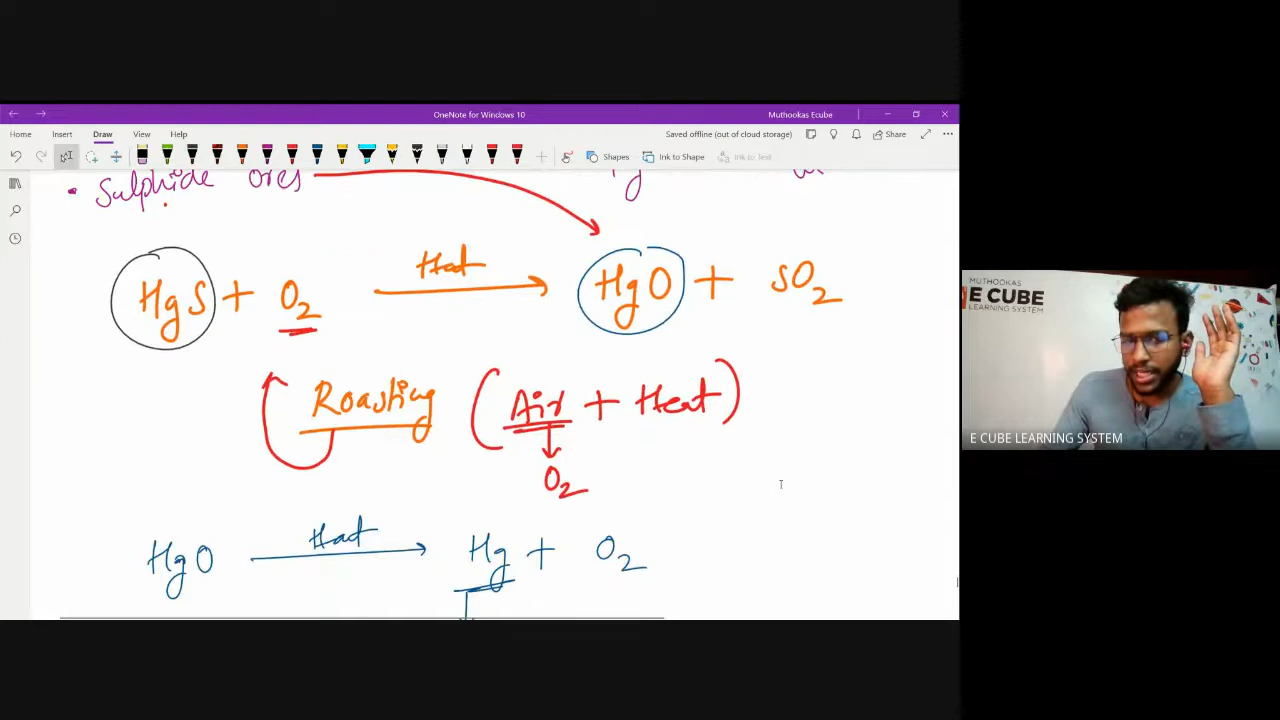 OneNote for Windows 10
Muthookas Ecube
Home Insert Draw View Help
Saved offline (out of cloud storage)
Share
Shapes
Ink to Shape
Ink to Text
• Sulphide ores
HgS + O2 Heat → HgO + SO2
Roasting (Air + Heat)
O2
HgO Heat → Hg + O2
MUTHOOKAS
E CUBE
LEARNING SYSTEM
E CUBE LEARNING SYSTEM